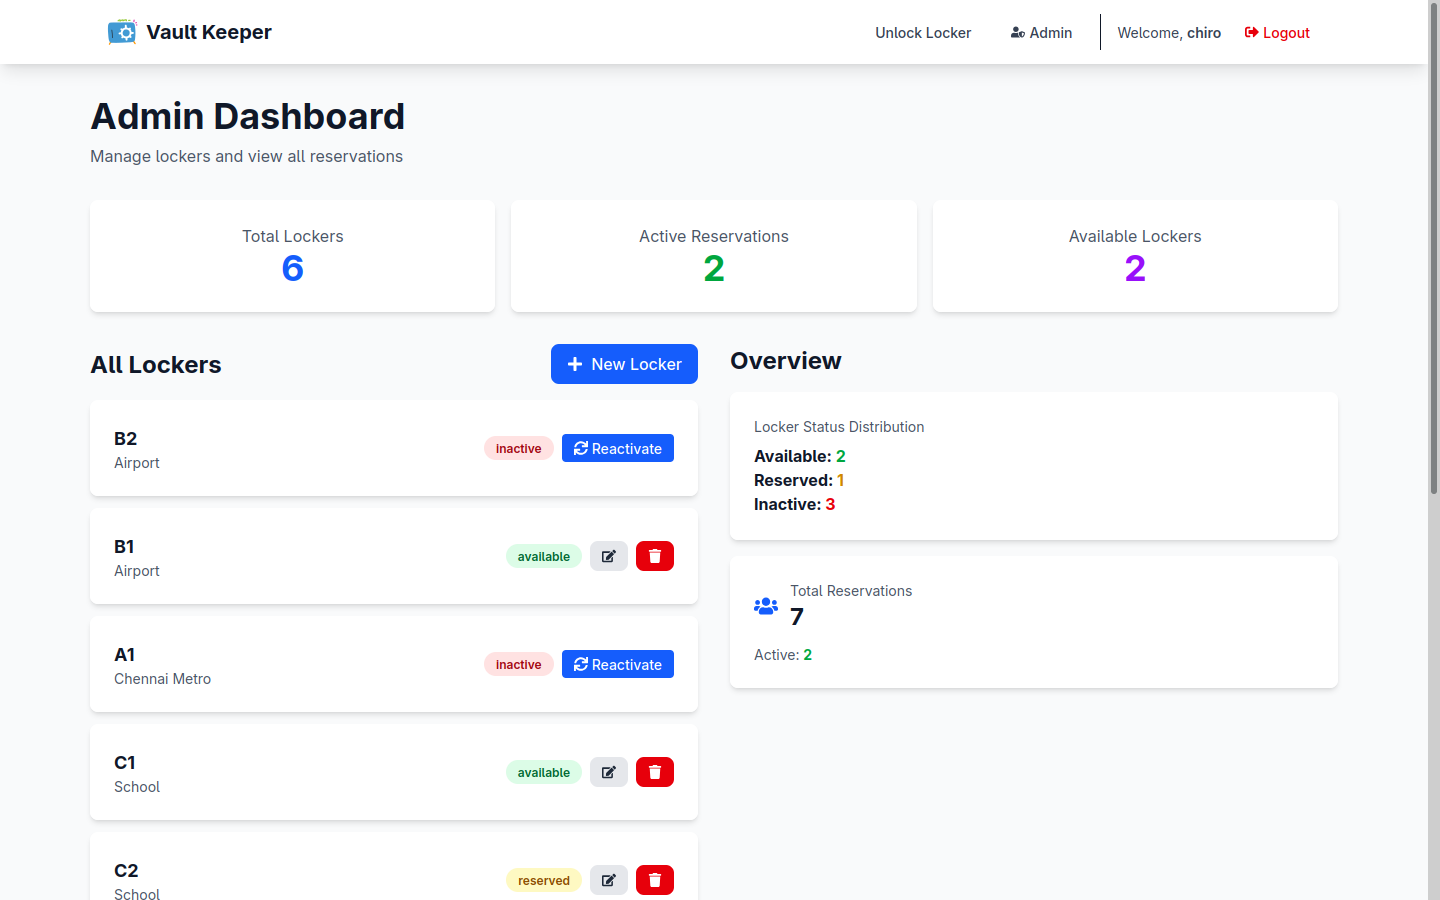 Vault Keeper
Unlock Locker
Admin
Welcome, chiro
Logout
Admin Dashboard
Manage lockers and view all reservations
Total Lockers
6
Active Reservations
2
Available Lockers
2
All Lockers
New Locker
B2
Airport
inactive
Reactivate
B1
Airport
available
A1
Chennai Metro
inactive
Reactivate
C1
School
available
C2
School
reserved
Overview
Locker Status Distribution
Available: 2
Reserved: 1
Inactive: 3
Total Reservations
7
Active: 2